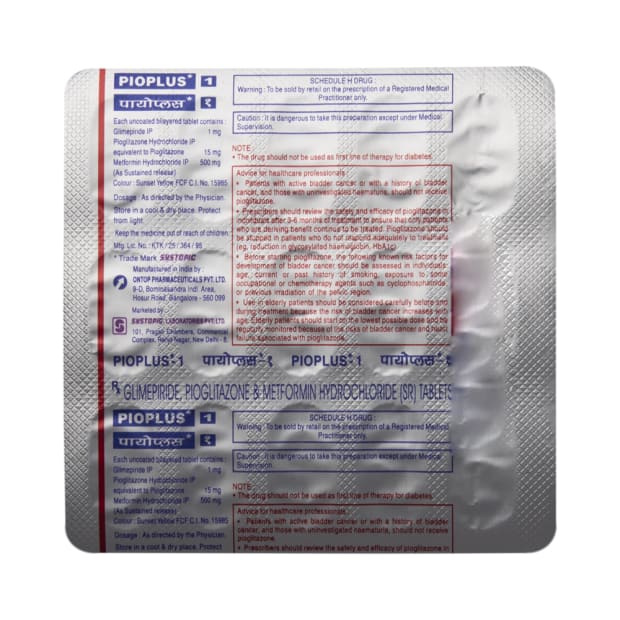 PIOPLUS* 1
पायोप्लस* १
Each uncoated bilayered tablet contains :
Glimepiride IP 1 mg
Pioglitazone Hydrochloride IP
equivalent to Pioglitazone 15 mg
Metformin Hydrochloride IP 500 mg
(As Sustained release)
Colour : Sunset Yellow FCF C.I. No. 15985
Dosage : As directed by the Physician.
Store in a cool & dry place. Protect
from light.
Keep the medicine out of reach of children
Mfg. Lic. No. : KTK / 25 / 364 / 98
* Trade Mark SYSTOPIC
Manufactured in India by :
ONTOP PHARMACEUTICALS PVT. LTD.
9-D, Bommasandra Indl. Area,
Hosur Road, Bangalore - 560 099
Marketed by :
SYSTOPIC LABORATORIES PVT. LTD.
101, Pragati Chambers, Commercial
Complex, Ranjit Nagar, New Delhi - 8.
SCHEDULE H DRUG :
Warning : To be sold by retail on the prescription of a Registered Medical
Practitioner only.
Caution : It is dangerous to take this preparation except under Medical
Supervision.
NOTE :
• The drug should not be used as first line of therapy for diabetes.
Advice for healthcare professionals :
• Patients with active bladder cancer or with a history of bladder
cancer, and those with uninvestigated haematuria, should not receive
pioglitazone.
• Prescribers should review the safety and efficacy of pioglitazone in
individuals after 3-6 months of treatment to ensure that only patients
who are deriving benefit continue to be treated. Pioglitazone should
be stopped in patients who do not respond adequately to treatment
(eg. reduction in glycosylated haemoglobin, HbA1c)
• Before starting pioglitazone, the following known risk factors for
development of bladder cancer should be assessed in individuals:
age, current or past history of smoking, exposure to some
occupational or chemotherapy agents such as cyclophosphamide,
or previous irradiation of the pelvic region.
• Use in elderly patients should be considered carefully before and
during treatment because the risk of bladder cancer increases with
age. Elderly patients should start on the lowest possible dose and be
regularly monitored because of the risks of bladder cancer and heart
failure associated with pioglitazone.
PIOPLUS*-1 पायोप्लस*-१ PIOPLUS*-1 पायोप्लस*-१
Rx GLIMEPIRIDE, PIOGLITAZONE & METFORMIN HYDROCHLORIDE (SR) TABLETS
PIOPLUS* 1
पायोप्लस* १
Each uncoated bilayered tablet contains :
Glimepiride IP 1 mg
Pioglitazone Hydrochloride IP
equivalent to Pioglitazone 15 mg
Metformin Hydrochloride IP 500 mg
(As Sustained release)
Colour : Sunset Yellow FCF C.I. No. 15985
Dosage : As directed by the Physician.
Store in a cool & dry place. Protect
SCHEDULE H DRUG :
Warning : To be sold by retail on the prescription of a Registered Medical
Practitioner only.
Caution : It is dangerous to take this preparation except under Medical
Supervision.
NOTE :
• The drug should not be used as first line of therapy for diabetes.
Advice for healthcare professionals :
• Patients with active bladder cancer or with a history of bladder
cancer, and those with uninvestigated haematuria, should not receive
pioglitazone.
• Prescribers should review the safety and efficacy of pioglitazone in